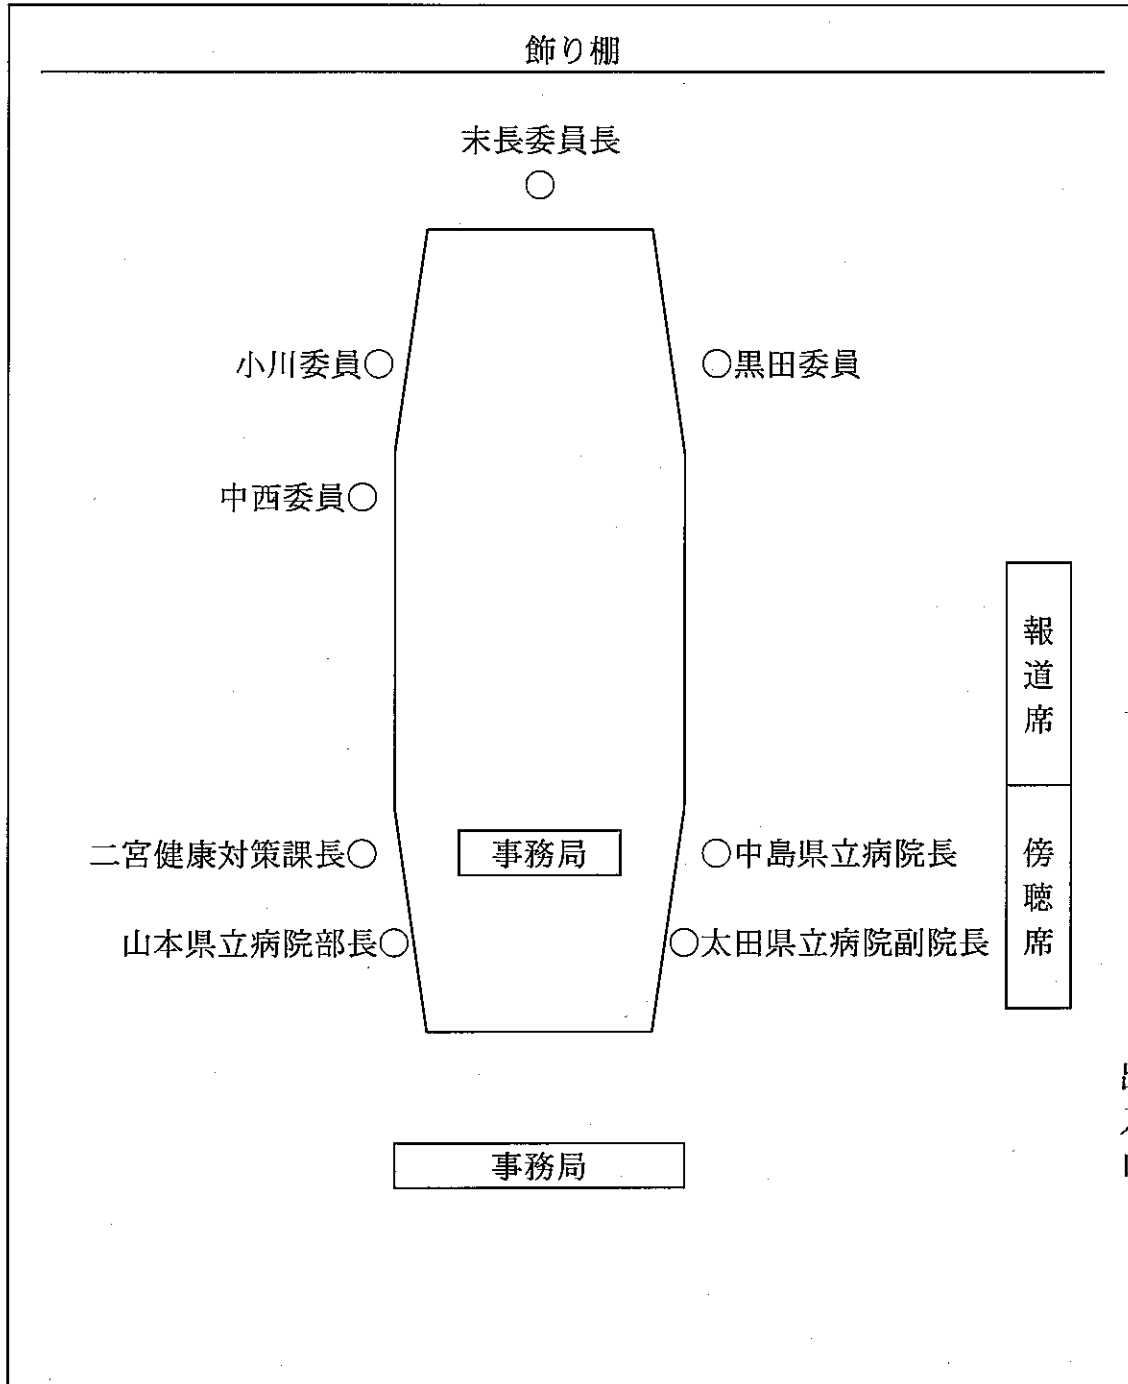 飾り棚
末長委員長
○
小川委員○
○黒田委員
中西委員○
報道席
二宮健康対策課長○
事務局
○中島県立病院長
傍聴席
山本県立病院部長○
○太田県立病院副院長
事務局